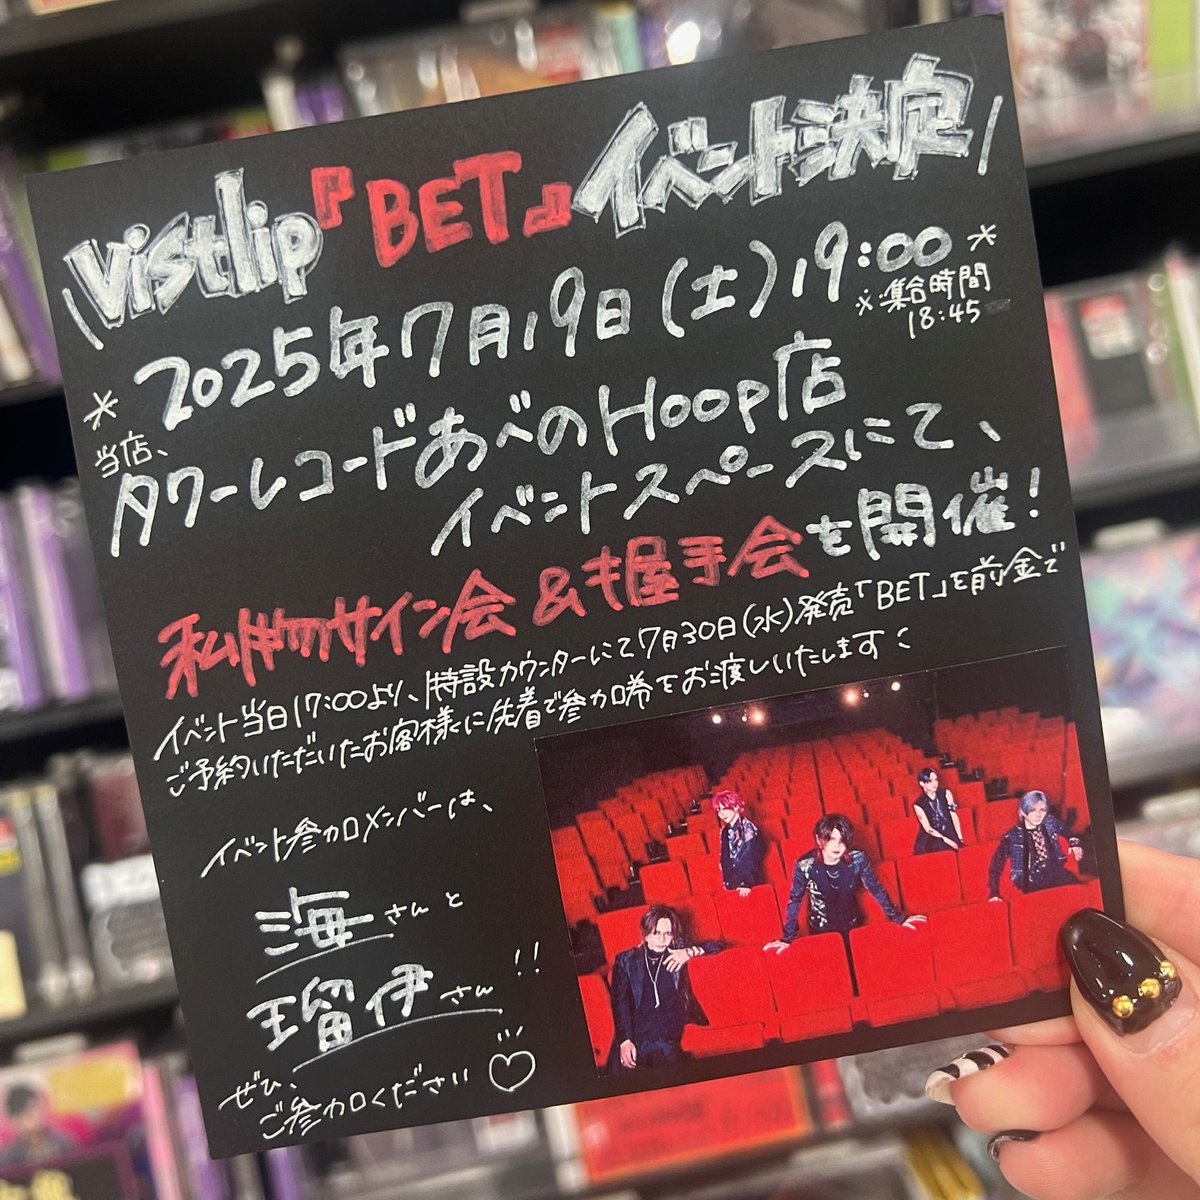 \vistlip『BET』イベント決定/
* 2025年7月19日(土)19:00 *
※集合時間
18:45
当店、
タワーレコードあべのHoop店
イベントスペースにて、
私物サイン会 & 握手会を開催!
イベント当日17:00より、特設カウンターにて7月30日(水)発売「BET」を前金で
ご予約いただいたお客様に先着で参加券をお渡しいたします〜
イベント参加メンバーは、
海さんと
瑠伊さん!!
ぜひ、
ご参加ください♡